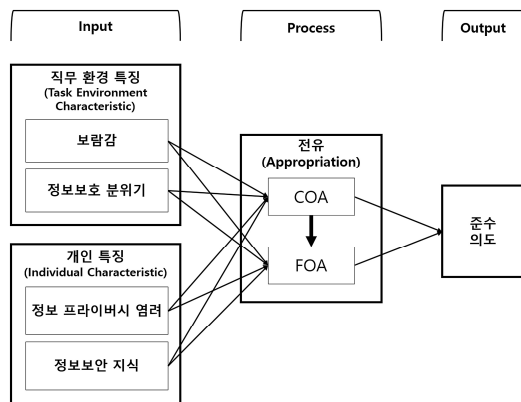 Input
Process
Output
직무 환경 특징
(Task Environment
Characteristic)
보람감
정보보호 분위기
개인 특징
(Individual Characteristic)
정보 프라이버시 염려
정보보안 지식
전유
(Appropriation)
COA
FOA
준수
의도